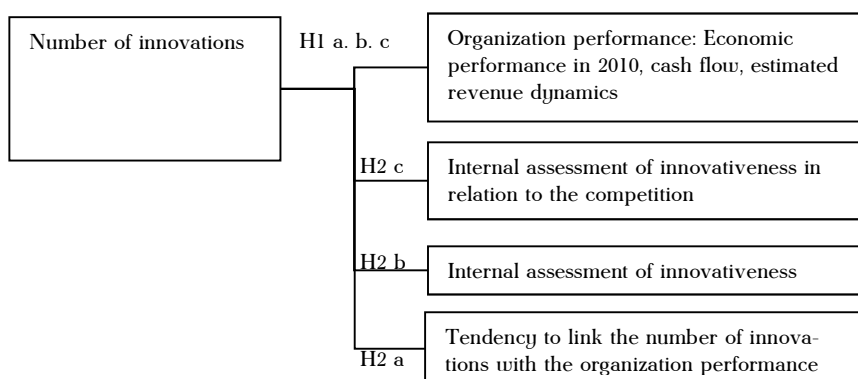 Number of innovations
H1 a. b. c
Organization performance: Economic
performance in 2010, cash flow, estimated
revenue dynamics
H2 c
Internal assessment of innovativeness in
relation to the competition
H2 b
Internal assessment of innovativeness
H2 a
Tendency to link the number of innova-
tions with the organization performance